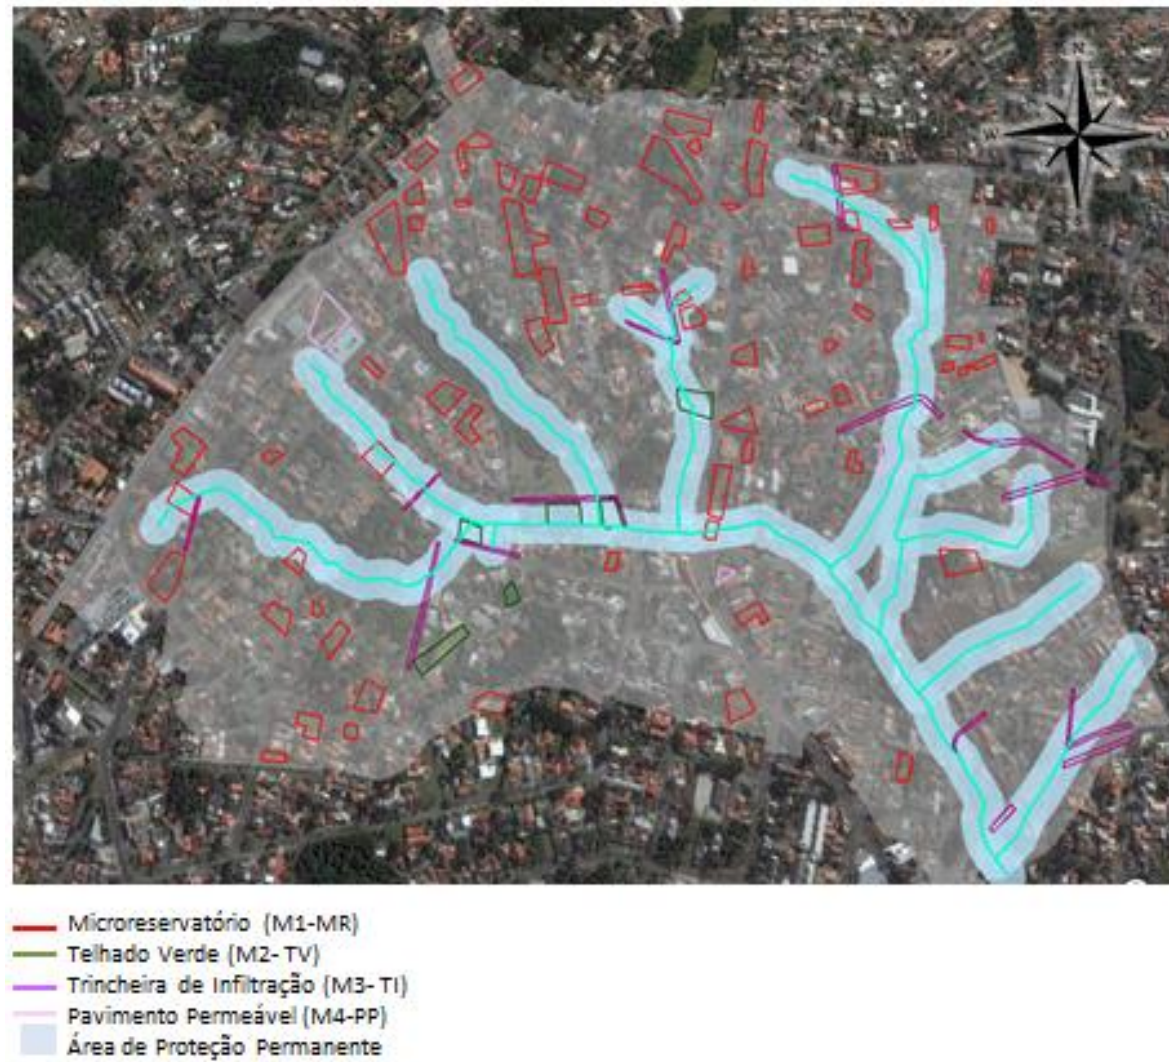 N
W
Microreservatório (M1-MR)
Telhado Verde (M2- TV)
Trincheira de Infiltração (M3- TI)
Pavimento Permeável (M4-PP)
Área de Proteção Permanente